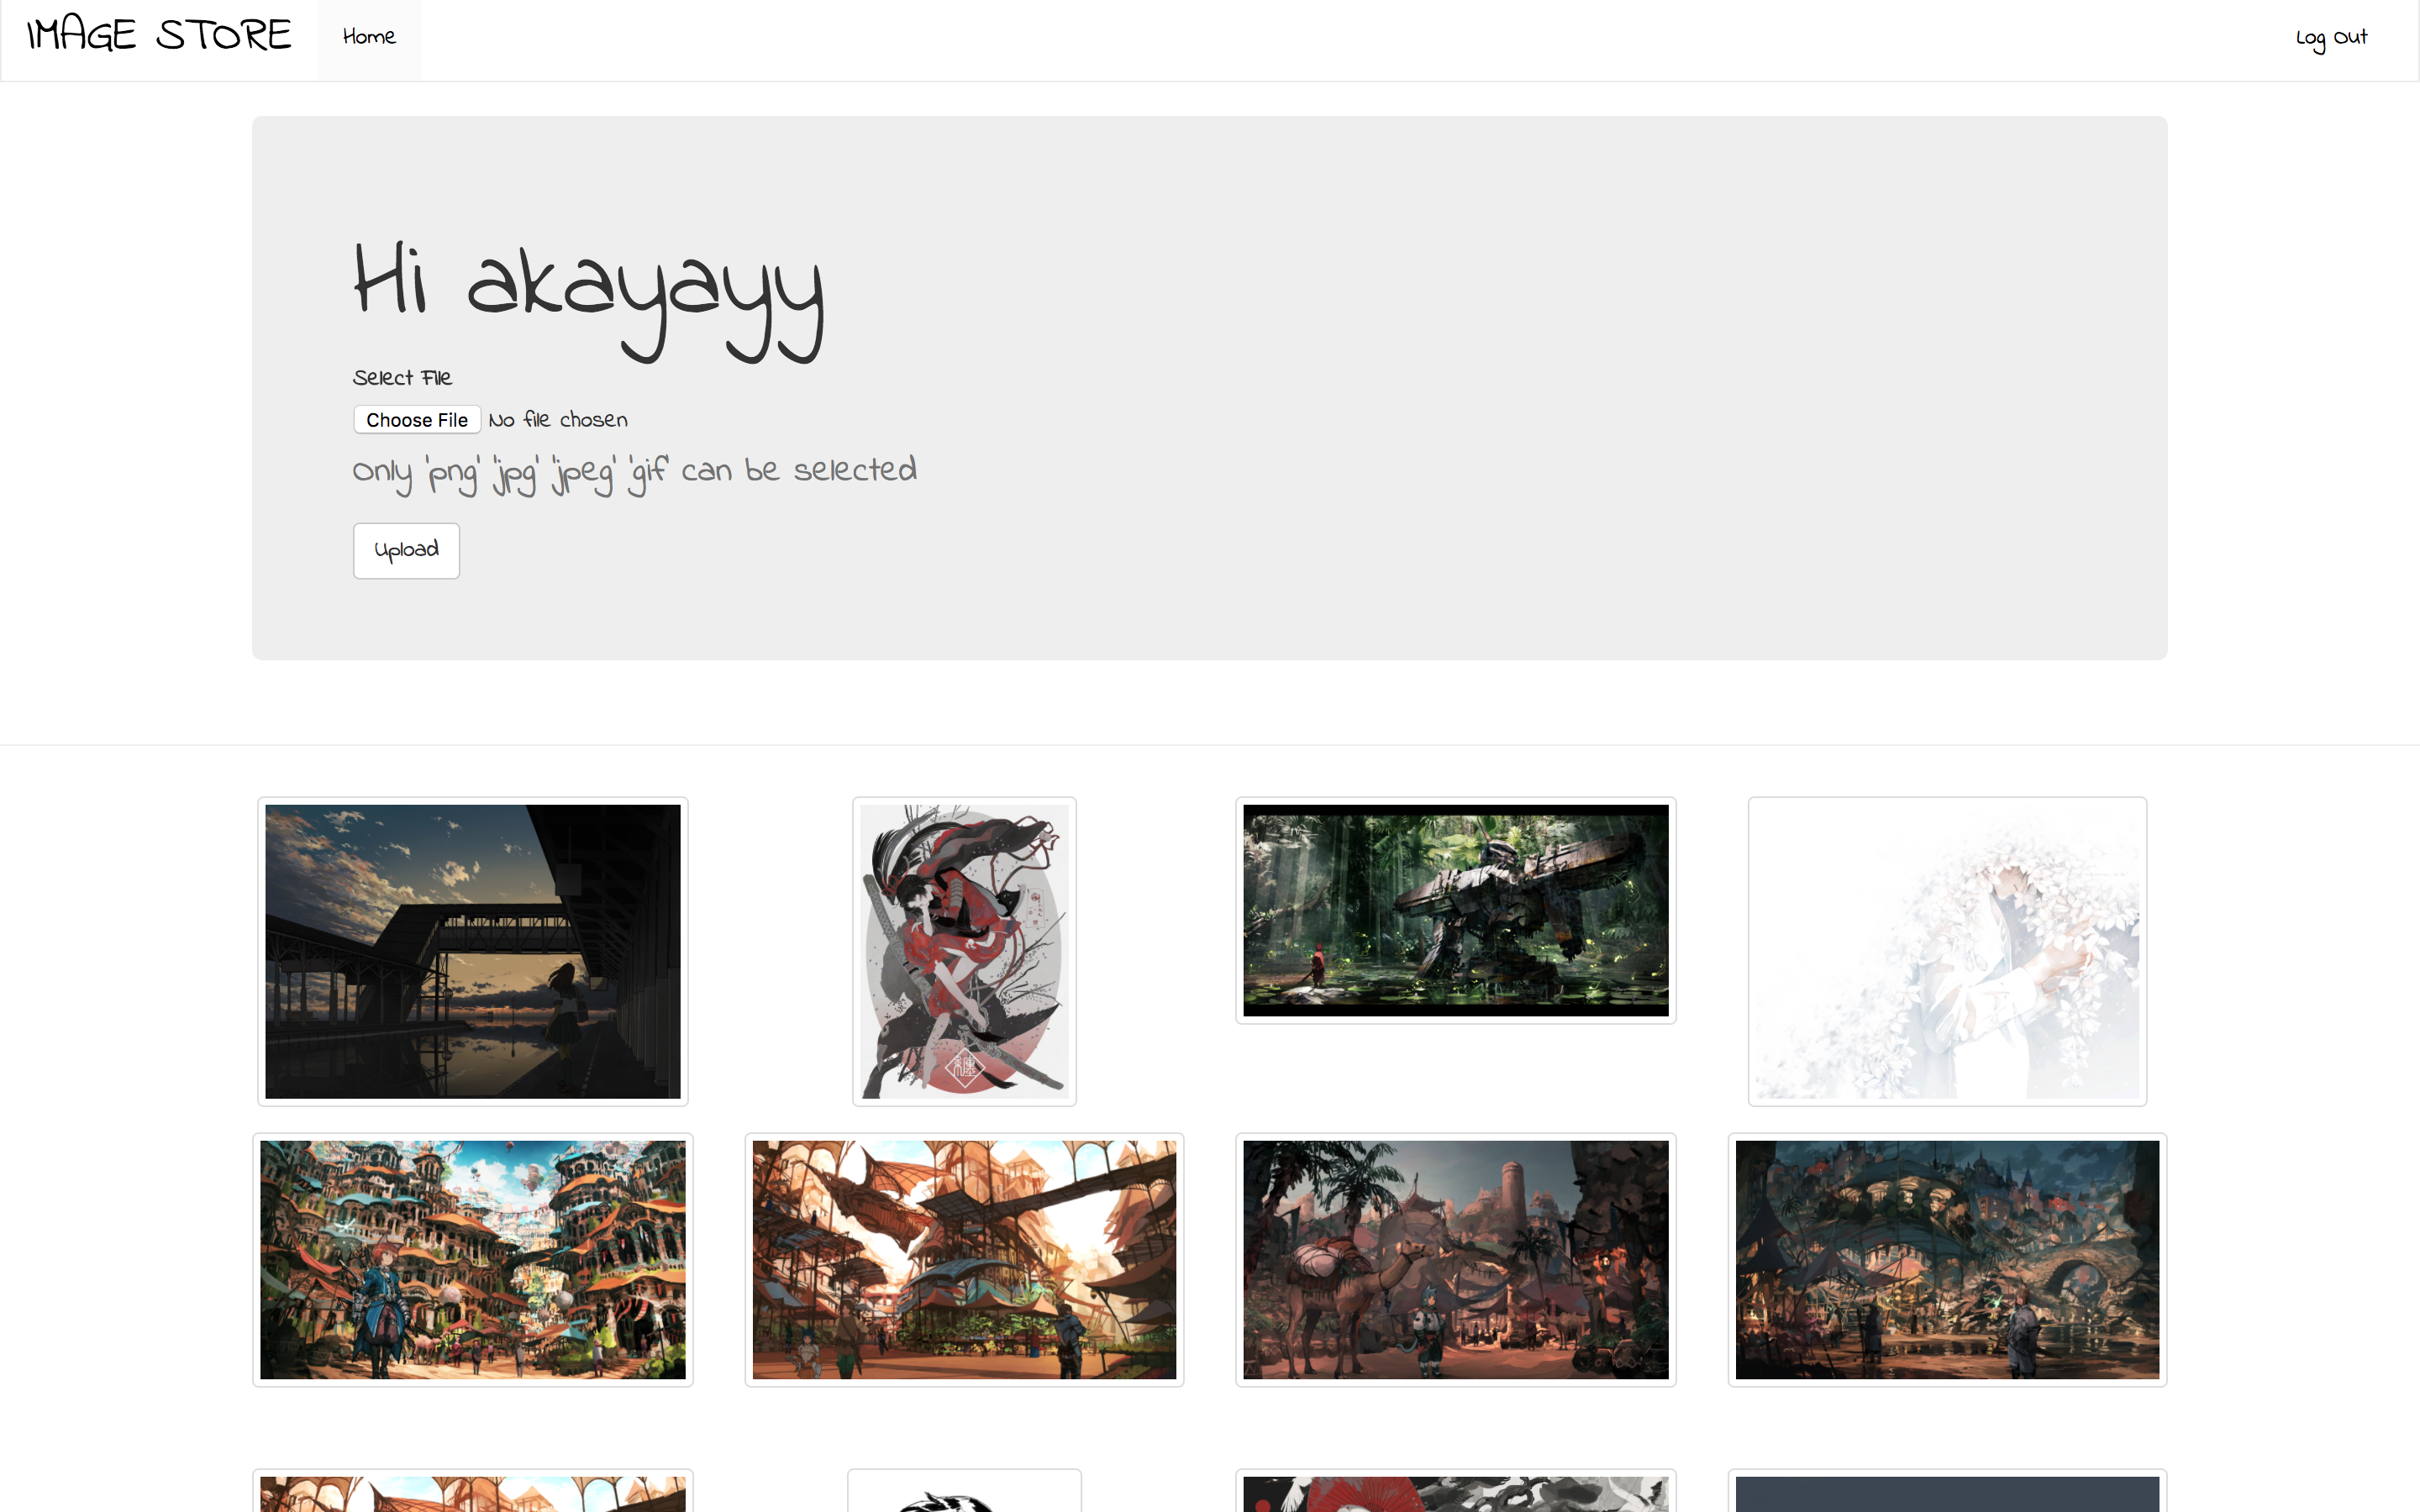 IMAGE STORE Home Log Out
Hi akayayy
Select File
Choose File No file chosen
Only 'png' 'jpg' 'jpeg' 'gif' can be selected
Upload